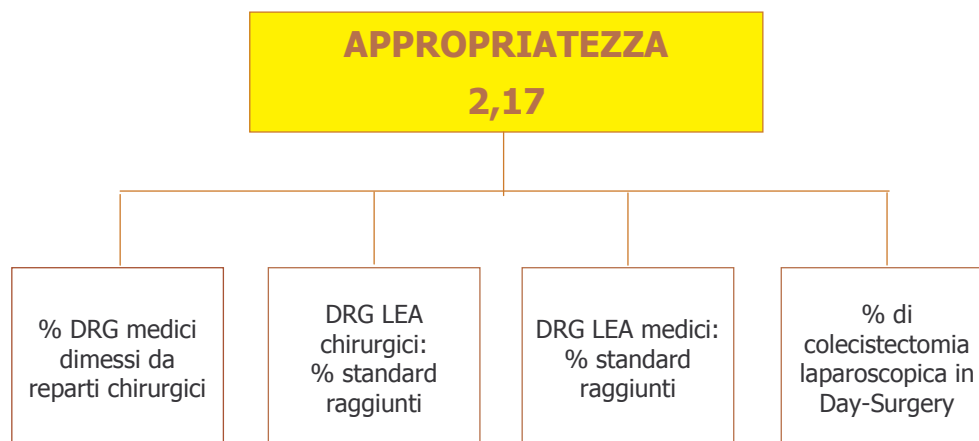 APPROPRIATEZZA
2,17
% DRG medici
dimessi da
reparti chirurgici
DRG LEA
chirurgici:
% standard
raggiunti
DRG LEA medici:
% standard
raggiunti
% di
colecistectomia
laparoscopica in
Day-Surgery